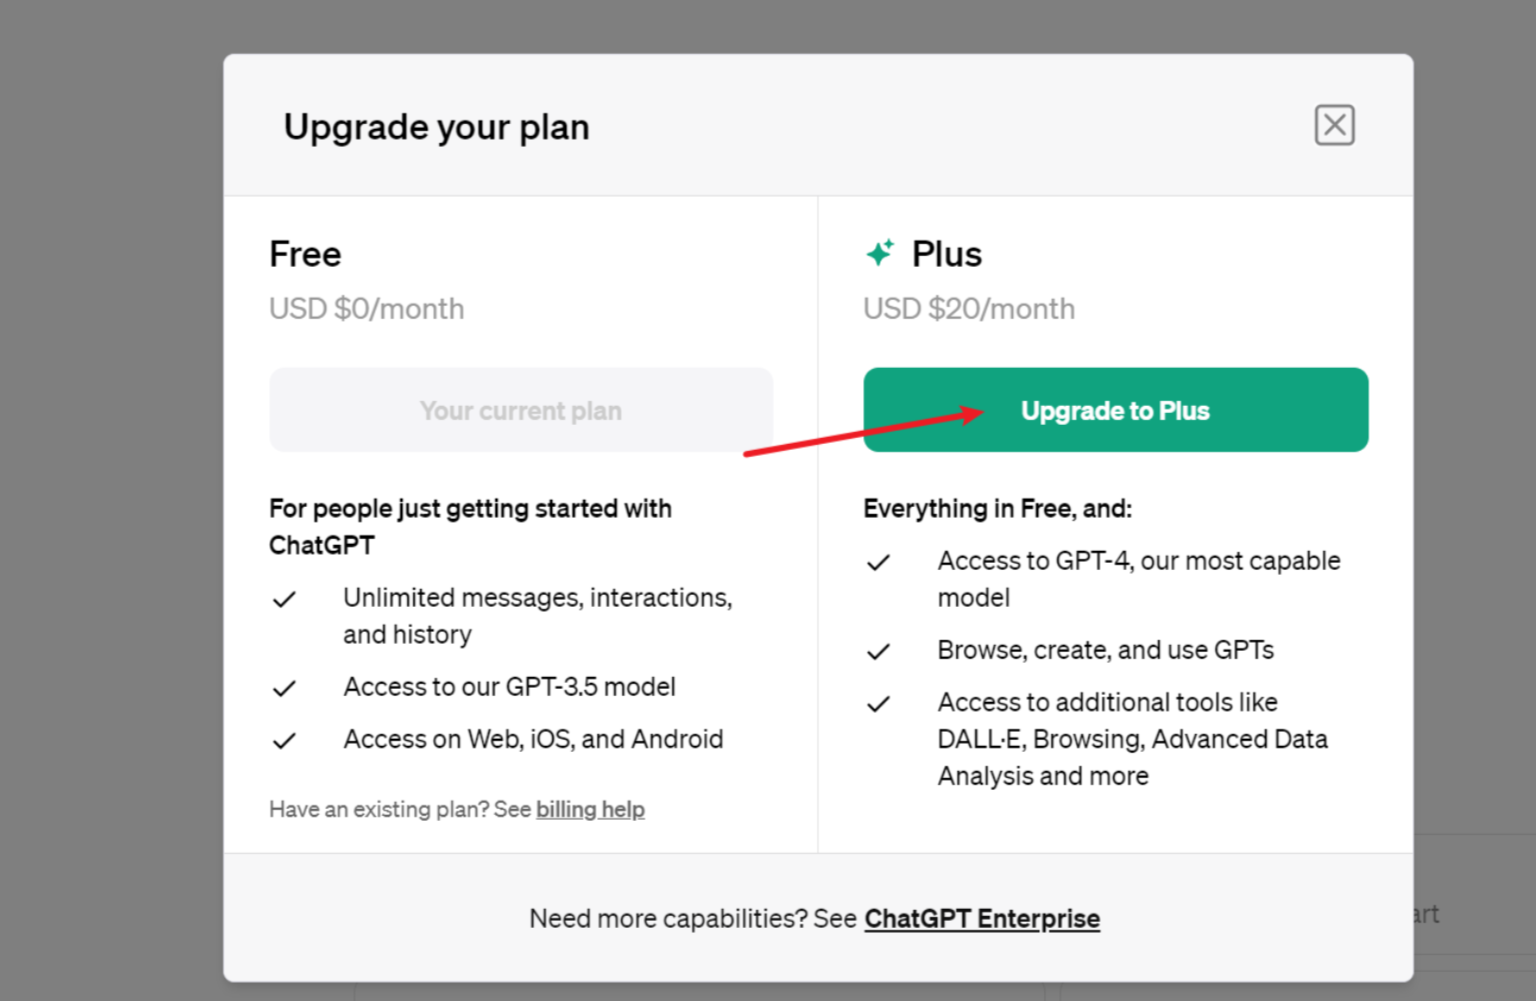 Upgrade your plan
Free
USD $0/month
Your current plan
For people just getting started with
ChatGPT
Unlimited messages, interactions,
and history
Access to our GPT-3.5 model
Access on Web, iOS, and Android
Have an existing plan? See billing help
Plus
USD $20/month
Upgrade to Plus
Everything in Free, and:
Access to GPT-4, our most capable
model
Browse, create, and use GPTs
Access to additional tools like
DALL·E, Browsing, Advanced Data
Analysis and more
Need more capabilities? See ChatGPT Enterprise